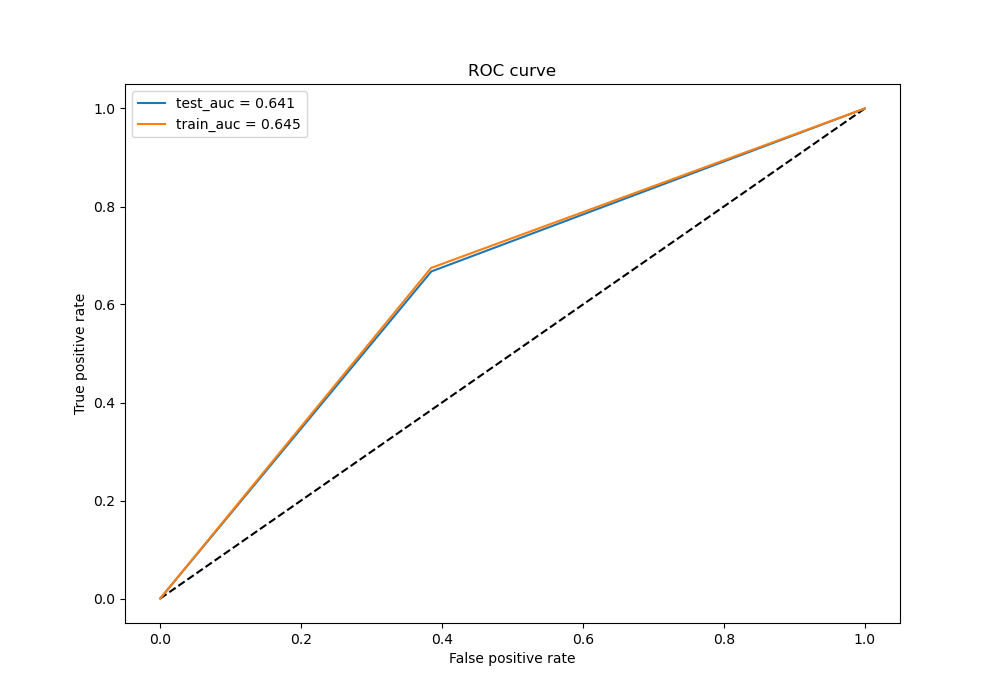 ROC curve
test_auc = 0.641
train_auc = 0.645
1.0
0.8
0.6
0.4
0.2
0.0
True positive rate
0.0 0.2 0.4 0.6 0.8 1.0
False positive rate